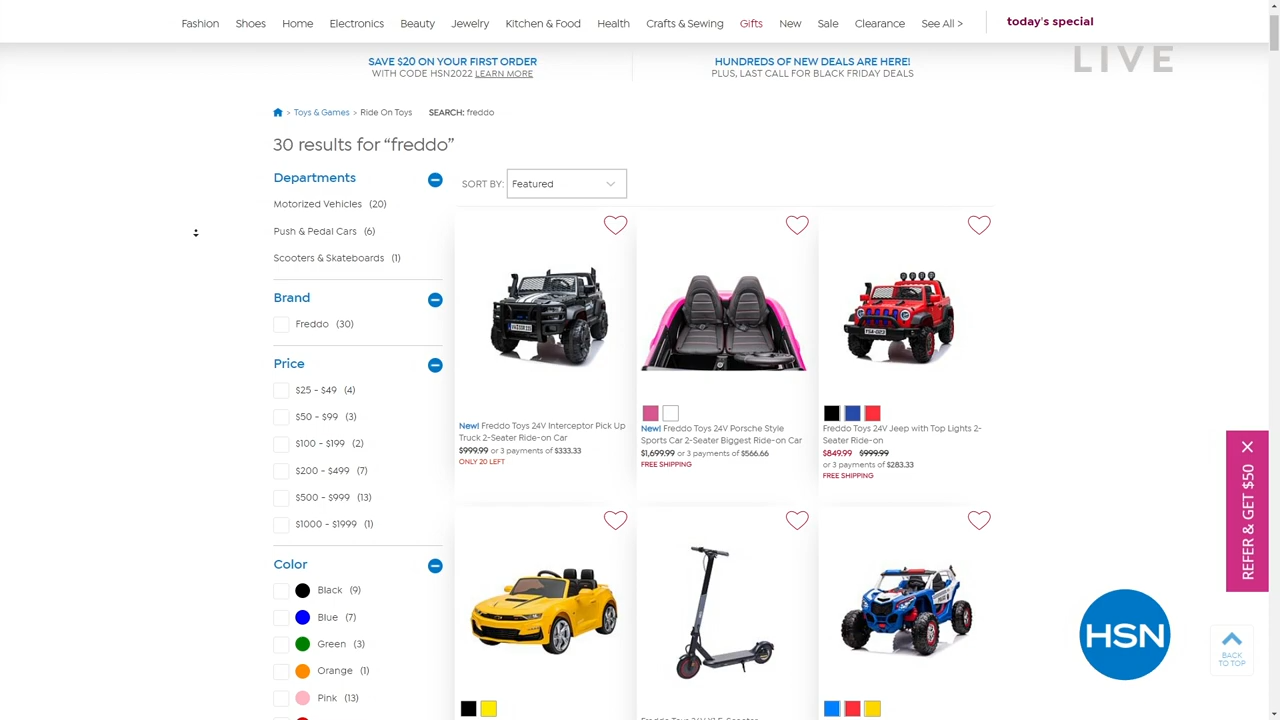 Fashion Shoes Home Electronics Beauty Jewelry Kitchen & Food Health Crafts & Sewing Gifts New Sale Clearance See All > today's special
SAVE $20 ON YOUR FIRST ORDER
WITH CODE HSN2022 LEARN MORE
HUNDREDS OF NEW DEALS ARE HERE!
PLUS, LAST CALL FOR BLACK FRIDAY DEALS
LIVE
> Toys & Games > Ride On Toys SEARCH: freddo
30 results for “freddo”
Departments
Motorized Vehicles (20)
Push & Pedal Cars (6)
Scooters & Skateboards (1)
Brand
Freddo (30)
Price
$25 - $49 (4)
$50 - $99 (3)
$100 - $199 (2)
$200 - $499 (7)
$500 - $999 (13)
$1000 - $1999 (1)
Color
Black (9)
Blue (7)
Green (3)
Orange (1)
Pink (13)
SORT BY: Featured
New! Freddo Toys 24V Interceptor Pick Up
Truck 2-Seater Ride-on Car
$999.99 or 3 payments of $333.33
ONLY 20 LEFT
New! Freddo Toys 24V Porsche Style
Sports Car 2-Seater Biggest Ride-on Car
$1,699.99 or 3 payments of $566.66
FREE SHIPPING
Freddo Toys 24V Jeep with Top Lights 2-
Seater Ride-on
$849.99 $999.99
or 3 payments of $283.33
FREE SHIPPING
REFER & GET $50
HSN
BACK
TO TOP